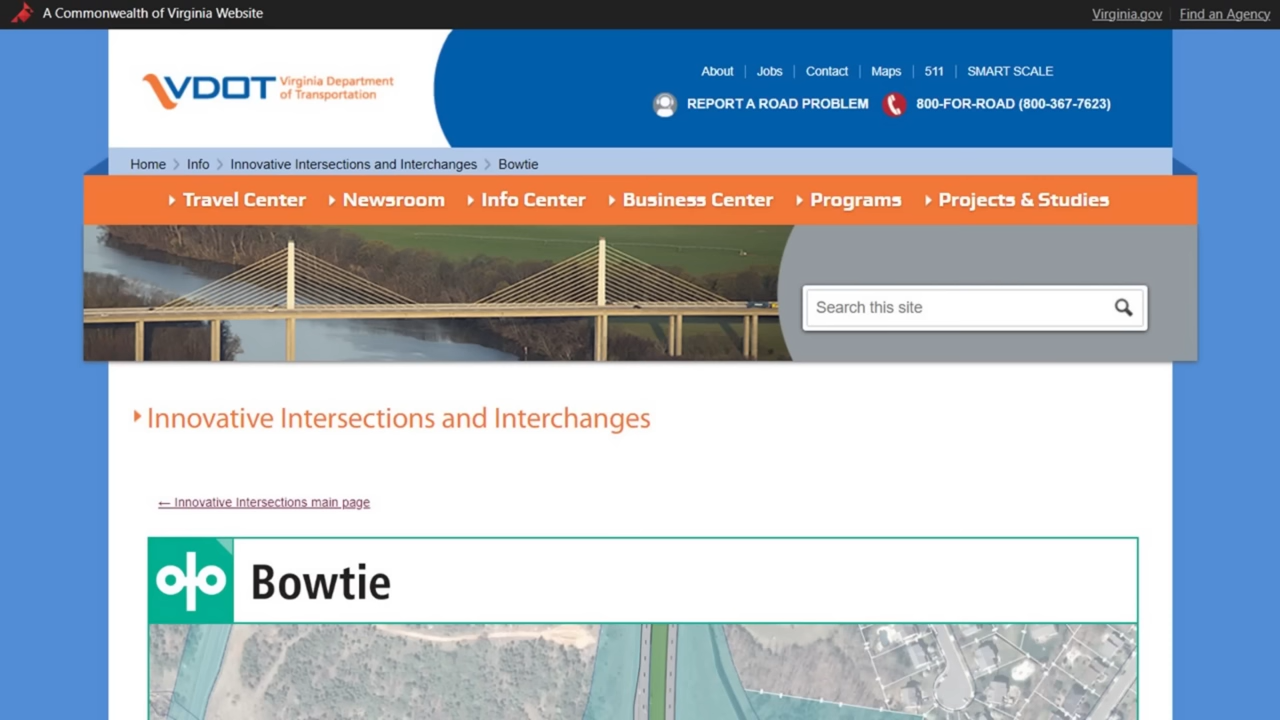 A Commonwealth of Virginia Website
Virginia.gov Find an Agency
VDOT Virginia Department of Transportation
About Jobs Contact Maps 511 SMART SCALE
REPORT A ROAD PROBLEM 800-FOR-ROAD (800-367-7623)
Home > Info > Innovative Intersections and Interchanges > Bowtie
Travel Center Newsroom Info Center Business Center Programs Projects & Studies
Search this site
Innovative Intersections and Interchanges
← Innovative Intersections main page
Bowtie